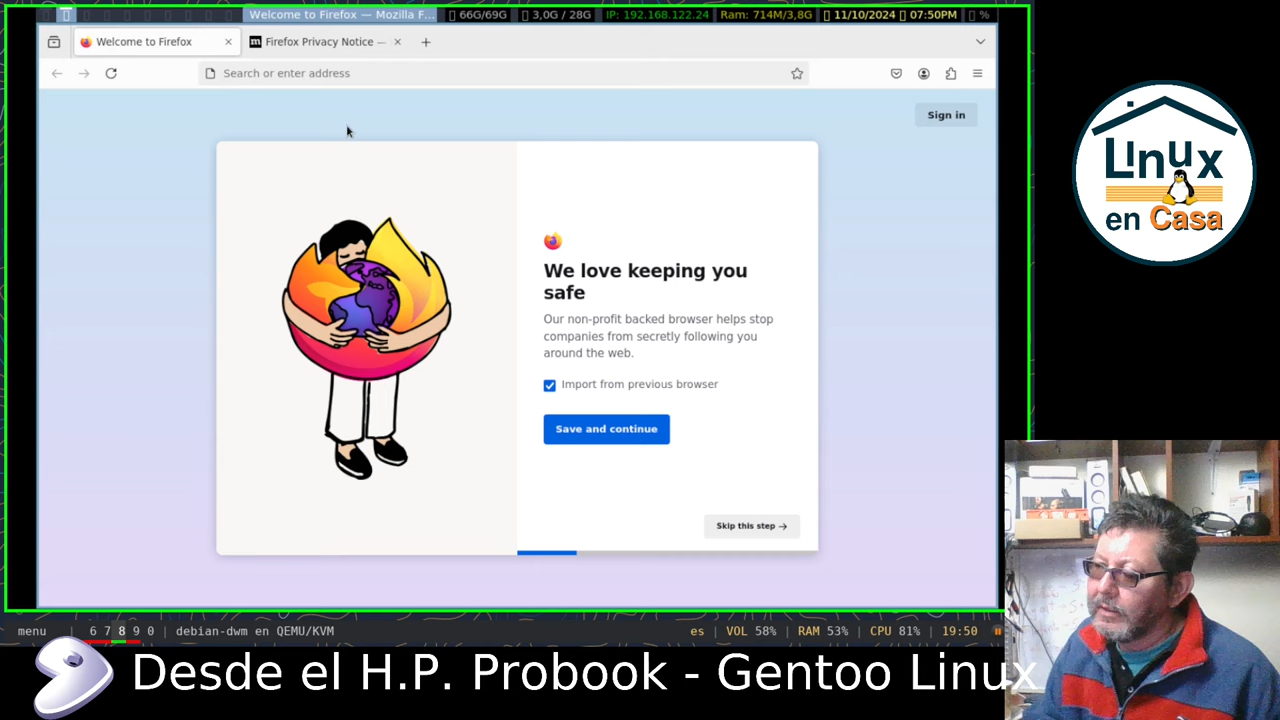 Welcome to Firefox — Mozilla F... 66G/69G 3,0G / 28G IP: 192.168.122.24 Ram: 714M/3,8G 11/10/2024 07:50PM %
Welcome to Firefox Firefox Privacy Notice —
Search or enter address
Sign in
We love keeping you
safe
Our non-profit backed browser helps stop
companies from secretly following you
around the web.
Import from previous browser
Save and continue
Skip this step →
Linux
en Casa
menu | 6 7 8 9 0 | debian-dwm en QEMU/KVM es | VOL 58% | RAM 53% | CPU 81% | 19:50
Desde el H.P. Probook - Gentoo Linux